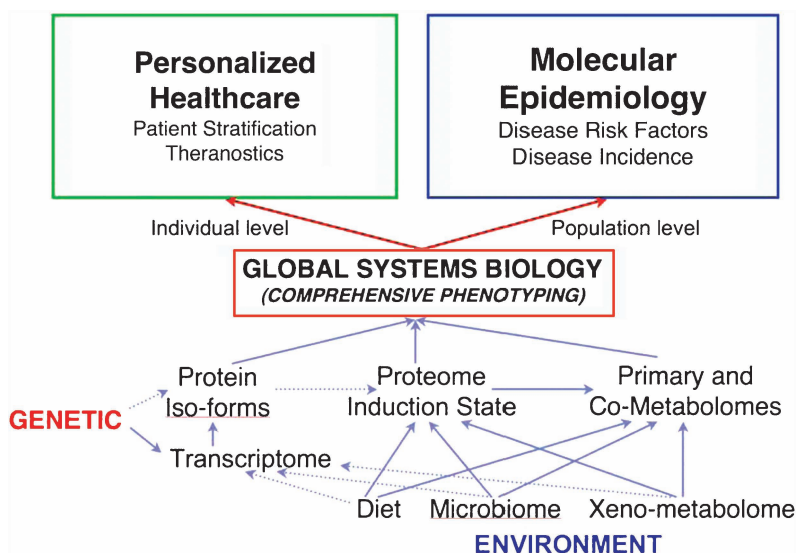 Personalized
Healthcare
Patient Stratification
Theranostics
Molecular
Epidemiology
Disease Risk Factors
Disease Incidence
Individual level
Population level
GLOBAL SYSTEMS BIOLOGY
(COMPREHENSIVE PHENOTYPING)
Protein
Iso-forms
Proteome
Induction State
Primary and
Co-Metabolomes
GENETIC
Transcriptome
Diet
Microbiome
Xeno-metabolome
ENVIRONMENT